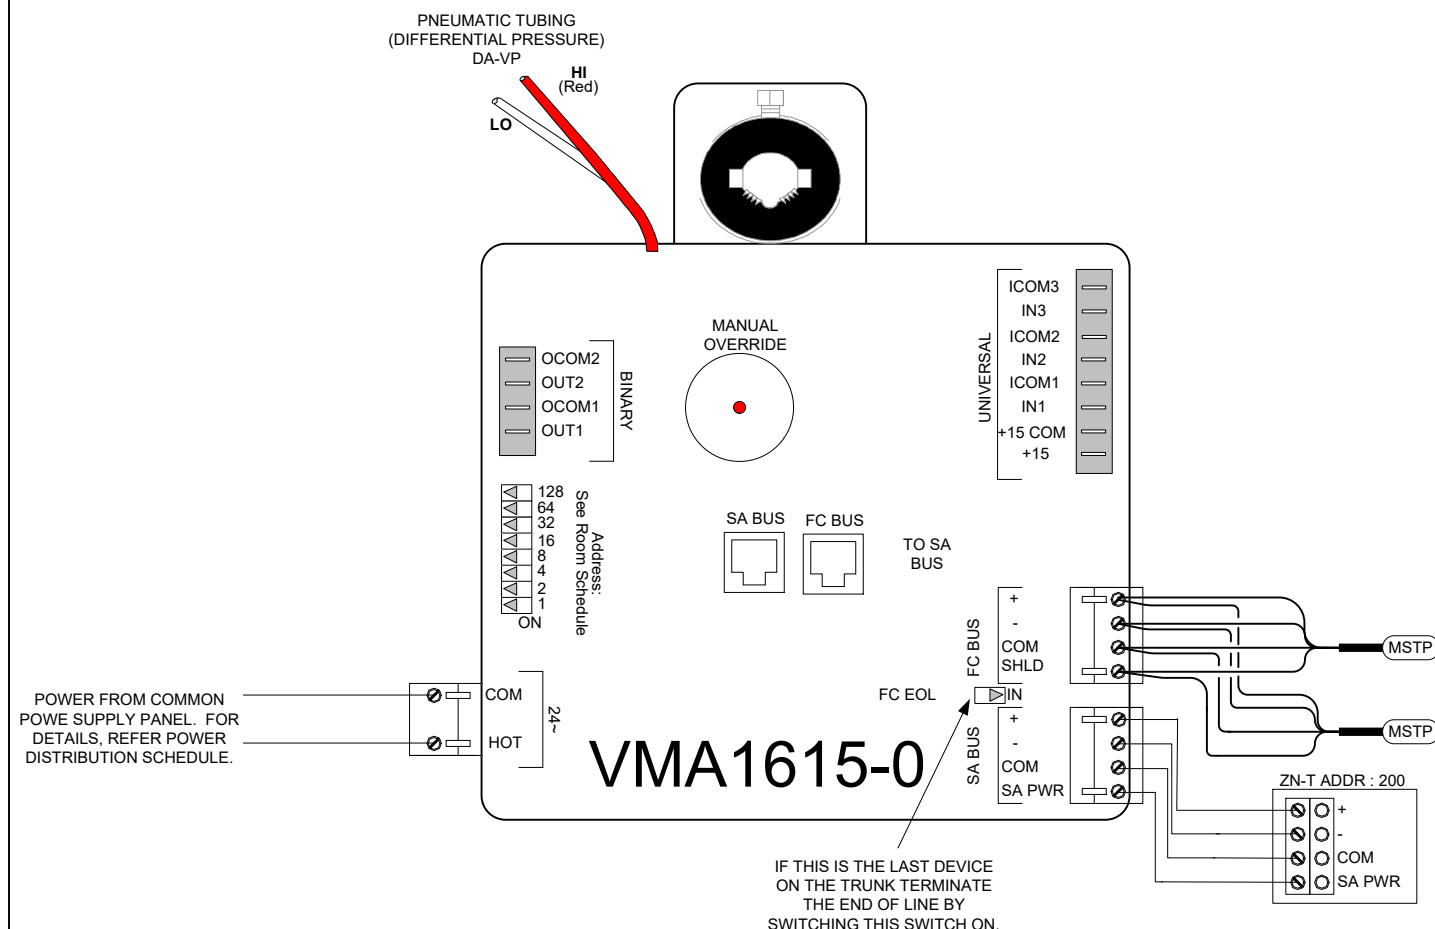 PNEUMATIC TUBING
(DIFFERENTIAL PRESSURE)
DA-VP
HI
(Red)
LO
MANUAL
OVERRIDE
OCOM2
OUT2
OCOM1
OUT1
BINARY
UNIVERSAL
ICOM3
IN3
ICOM2
IN2
ICOM1
IN1
+15 COM
+15
128
64
32
16
8
4
2
1
ON
Address:
See Room Schedule
SA BUS
FC BUS
TO SA
BUS
FC BUS
+
-
COM
SHLD
MSTP
MSTP
FC EOL
IN
SA BUS
+
-
COM
SA PWR
POWER FROM COMMON
POWE SUPPLY PANEL. FOR
DETAILS, REFER POWER
DISTRIBUTION SCHEDULE.
COM
HOT
24~
VMA1615-0
ZN-T ADDR : 200
+
-
COM
SA PWR
IF THIS IS THE LAST DEVICE
ON THE TRUNK TERMINATE
THE END OF LINE BY
SWITCHING THIS SWITCH ON.